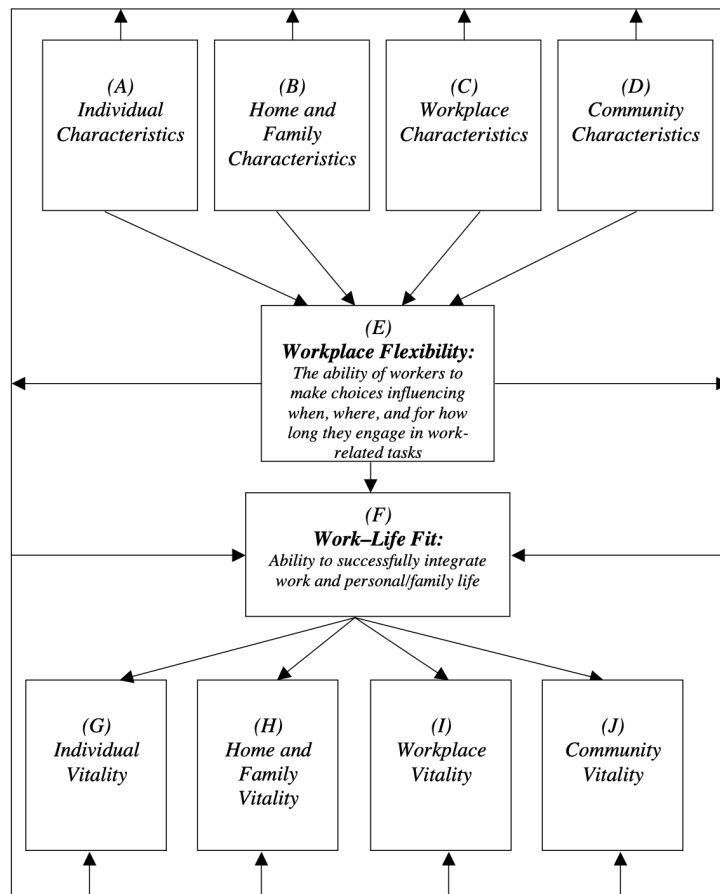 (A)
Individual
Characteristics
(B)
Home and
Family
Characteristics
(C)
Workplace
Characteristics
(D)
Community
Characteristics
(E)
Workplace Flexibility:
The ability of workers to
make choices influencing
when, where, and for how
long they engage in work-
related tasks
(F)
Work–Life Fit:
Ability to successfully integrate
work and personal/family life
(G)
Individual
Vitality
(H)
Home and
Family
Vitality
(I)
Workplace
Vitality
(J)
Community
Vitality